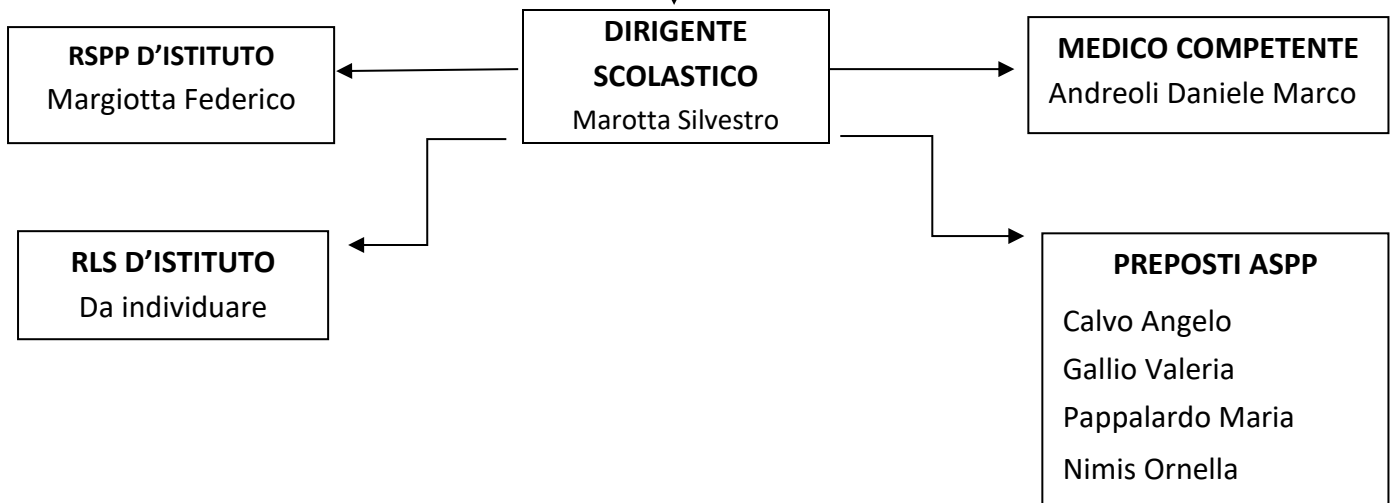 DIRIGENTE
SCOLASTICO
Marotta Silvestro
RSPP D’ISTITUTO
Margiotta Federico
MEDICO COMPETENTE
Andreoli Daniele Marco
RLS D’ISTITUTO
Da individuare
PREPOSTI ASPP
Calvo Angelo
Gallio Valeria
Pappalardo Maria
Nimis Ornella